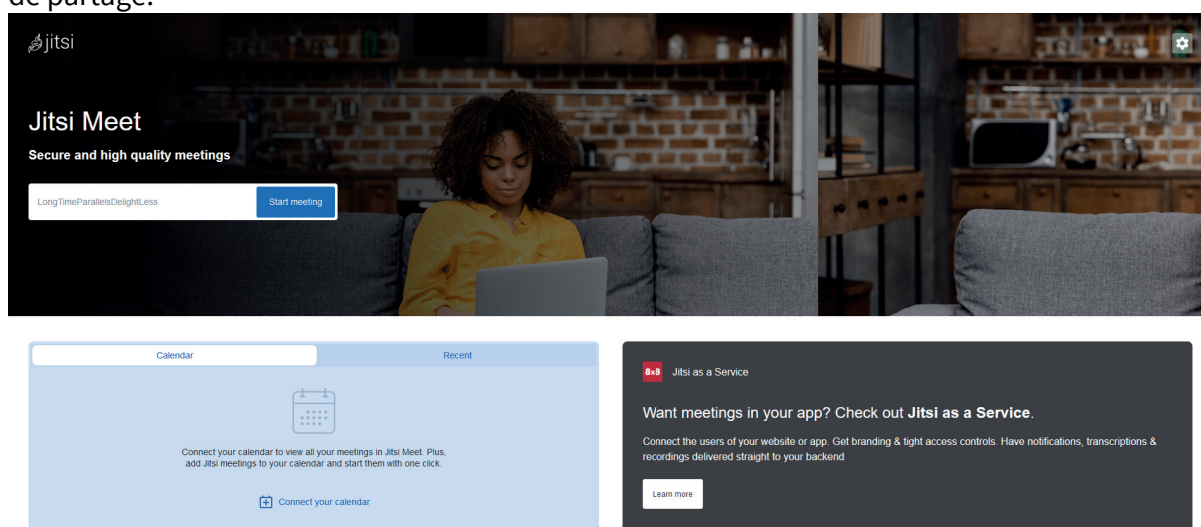 de partage.
jitsi
Jitsi Meet
Secure and high quality meetings
LongTimeParallelsDelightLess
Start meeting
Calendar
Recent
Connect your calendar to view all your meetings in Jitsi Meet. Plus,
add Jitsi meetings to your calendar and start them with one click.
Connect your calendar
8x8 Jitsi as a Service
Want meetings in your app? Check out Jitsi as a Service.
Connect the users of your website or app. Get branding & tight access controls. Have notifications, transcriptions &
recordings delivered straight to your backend
Learn more